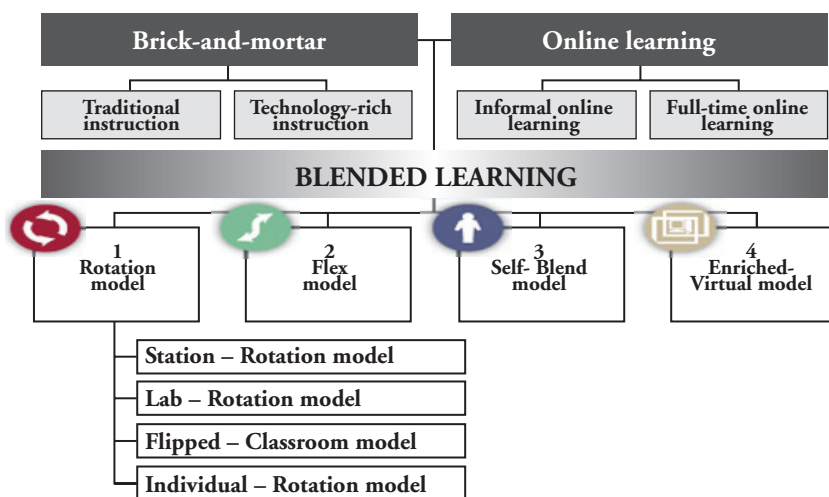 Brick-and-mortar
Online learning
Traditional
instruction
Technology-rich
instruction
Informal online
learning
Full-time online
learning
BLENDED LEARNING
1
Rotation
model
2
Flex
model
3
Self- Blend
model
4
Enriched-
Virtual model
Station – Rotation model
Lab – Rotation model
Flipped – Classroom model
Individual – Rotation model